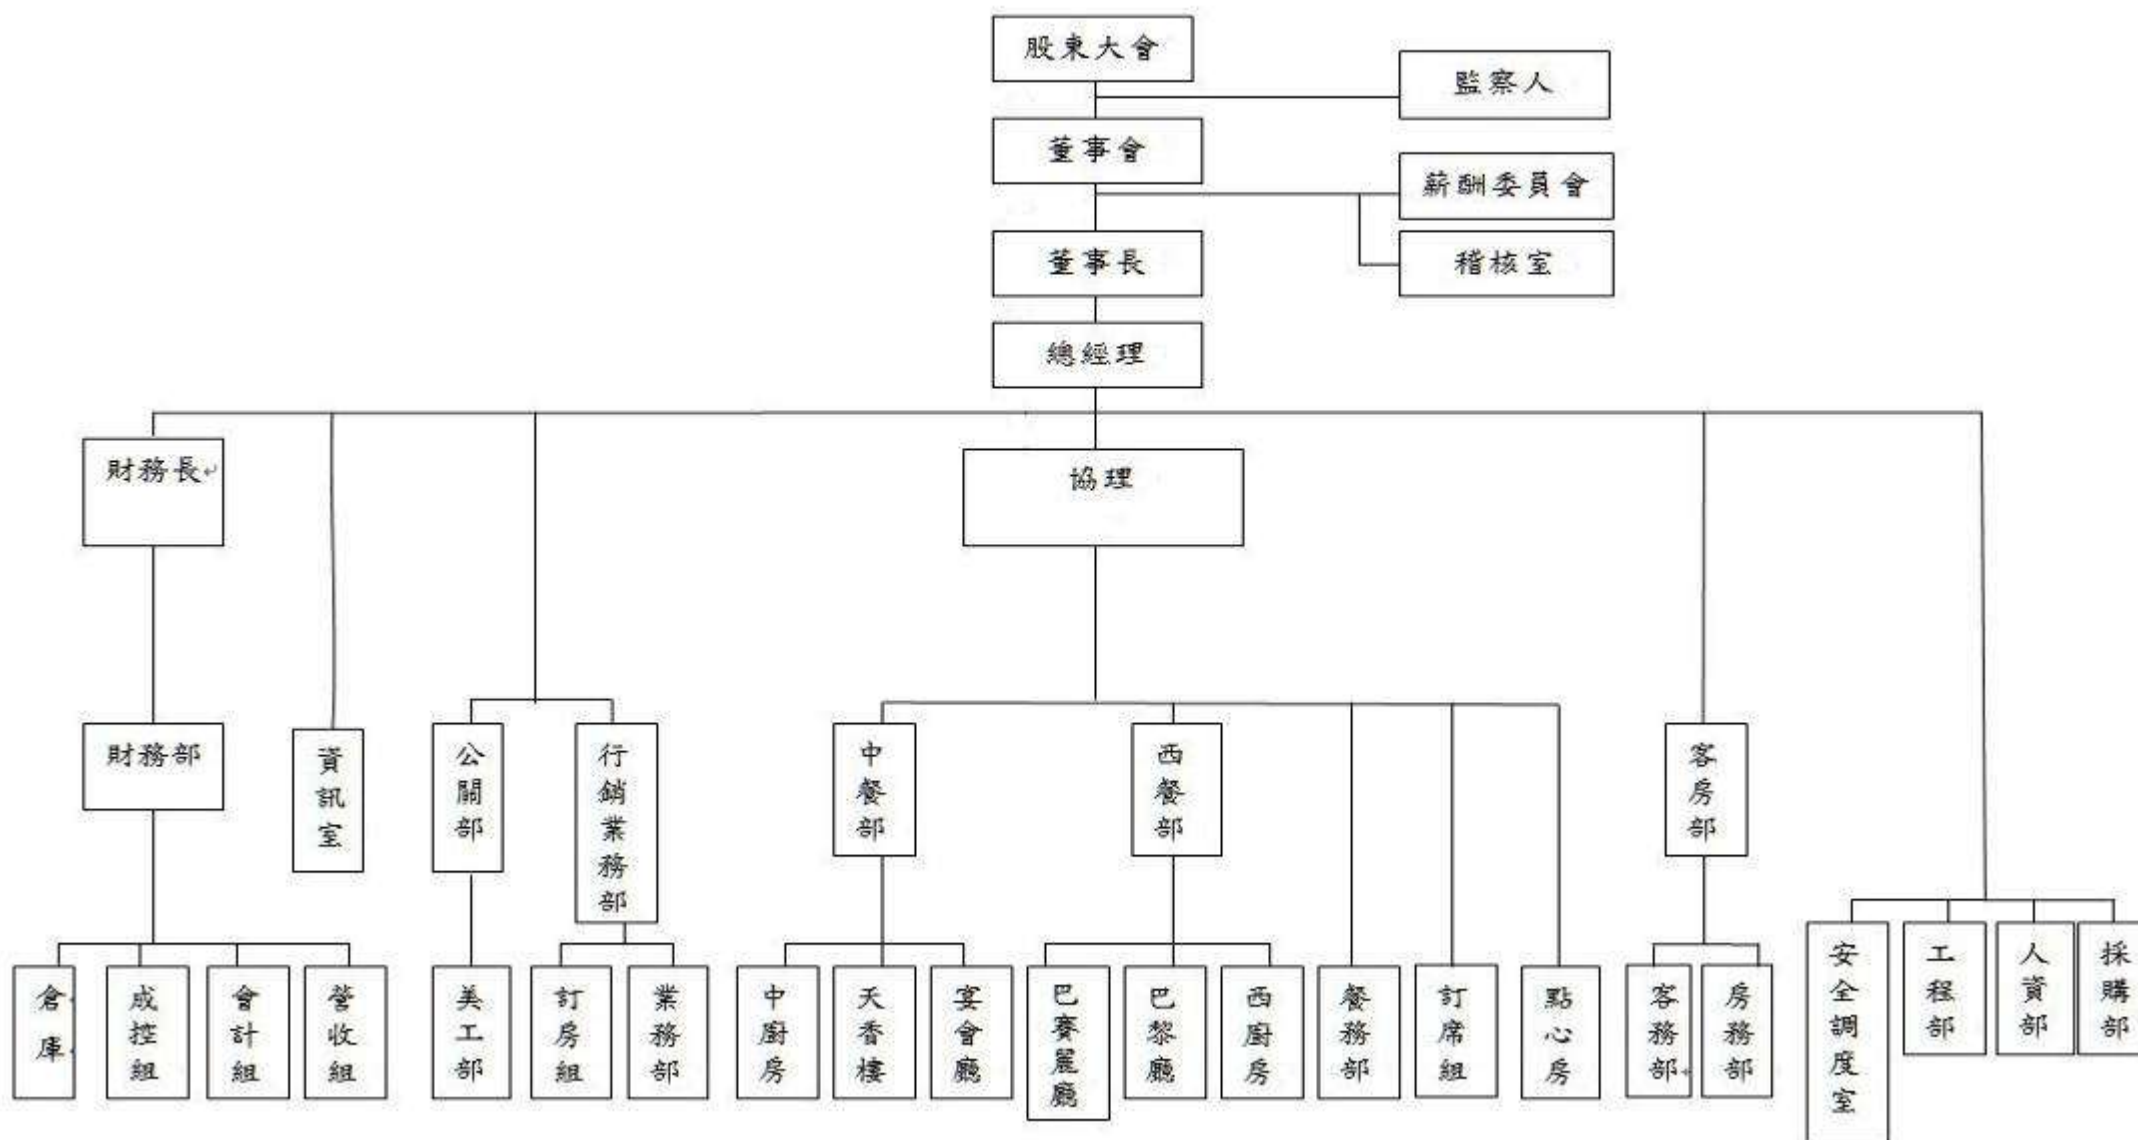 股東大會
監察人
董事會
薪酬委員會
董事長
稽核室
總經理
財務長
協理
財務部
資訊室
公關部
行銷業務部
中餐部
西餐部
客房部
倉庫
成控組
會計組
營收組
美工部
訂房組
業務部
中廚房
天香樓
宴會廳
巴賽麗廳
巴黎廳
西廚房
餐務部
訂席組
點心房
客務部
房務部
安全調度室
工程部
人資部
採購部